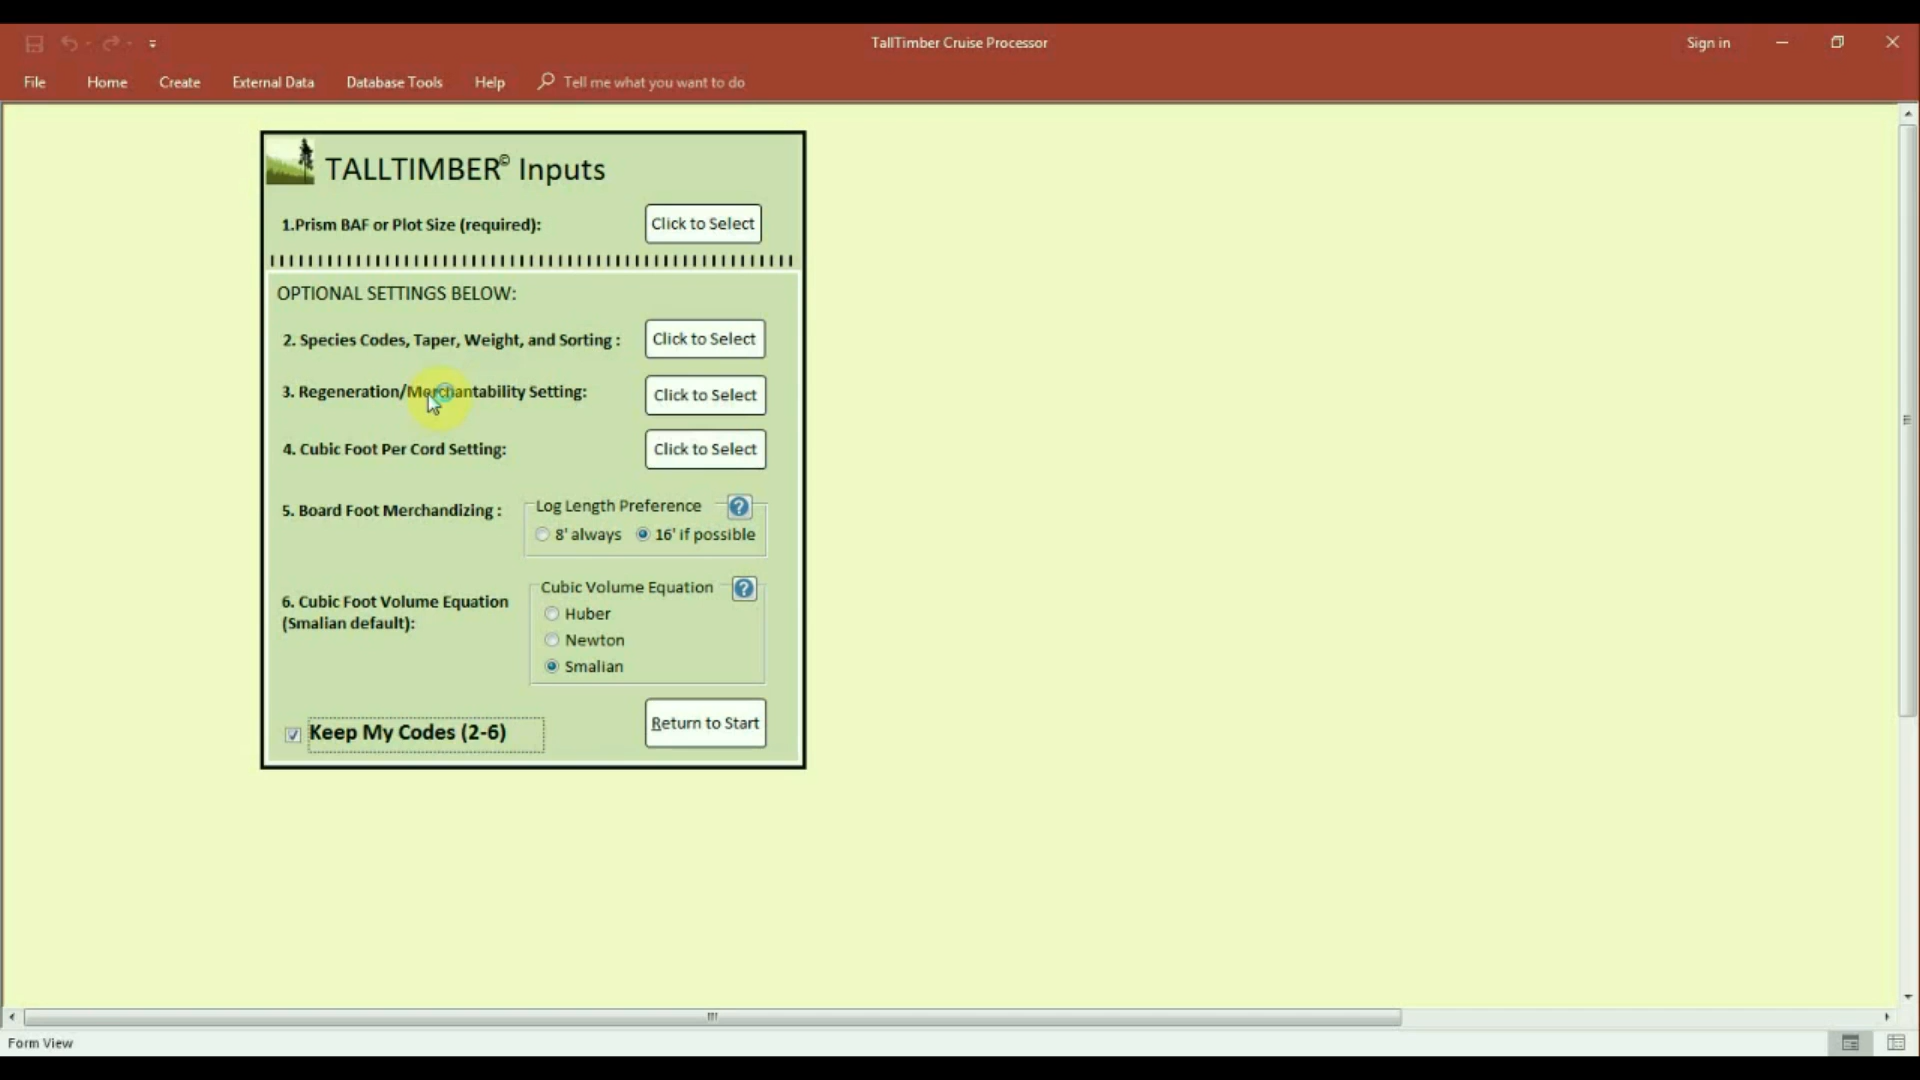 TallTimber Cruise Processor
Sign in
File Home Create External Data Database Tools Help Tell me what you want to do
TALLTIMBER© Inputs
1.Prism BAF or Plot Size (required): Click to Select
OPTIONAL SETTINGS BELOW:
2. Species Codes, Taper, Weight, and Sorting : Click to Select
3. Regeneration/Merchantability Setting: Click to Select
4. Cubic Foot Per Cord Setting: Click to Select
5. Board Foot Merchandizing :
Log Length Preference ?
8' always 16' if possible
6. Cubic Foot Volume Equation
(Smalian default):
Cubic Volume Equation ?
Huber
Newton
Smalian
Keep My Codes (2-6)
Return to Start
Form View